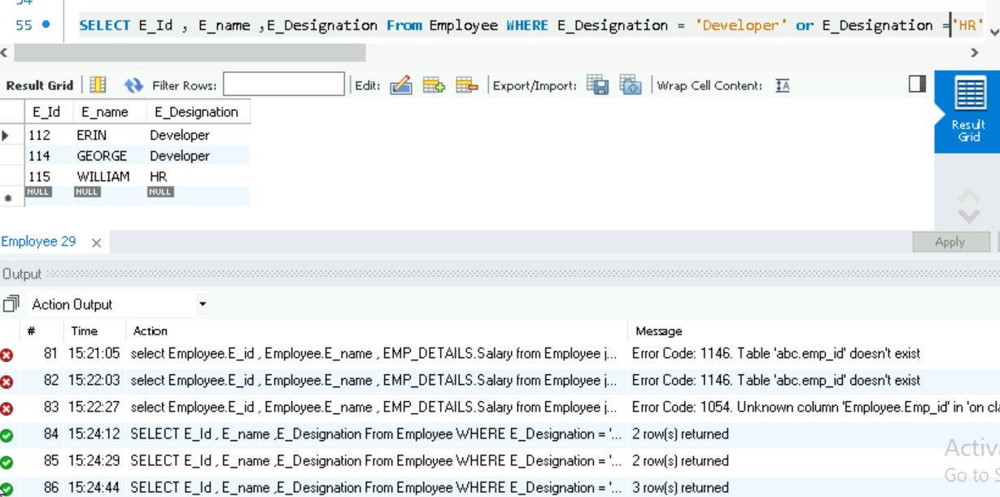 55 SELECT E_Id , E_name ,E_Designation From Employee WHERE E_Designation = 'Developer' or E_Designation ='HR'
Result Grid Filter Rows: Edit: Export/Import: Wrap Cell Content: IA
E_Id E_name E_Designation
112 ERIN Developer
114 GEORGE Developer
115 WILLIAM HR
NULL NULL NULL
Result
Grid
Employee 29 Apply
Output
Action Output
# Time Action Message
81 15:21:05 select Employee.E_id , Employee.E_name , EMP_DETAILS.Salary from Employee j... Error Code: 1146. Table 'abc.emp_id' doesn't exist
82 15:22:03 select Employee.E_id , Employee.E_name , EMP_DETAILS.Salary from Employee j... Error Code: 1146. Table 'abc.emp_id' doesn't exist
83 15:22:27 select Employee.E_id , Employee.E_name , EMP_DETAILS.Salary from Employee j... Error Code: 1054. Unknown column 'Employee.Emp_id' in 'on cla
84 15:24:12 SELECT E_Id , E_name ,E_Designation From Employee WHERE E_Designation = '... 2 row(s) returned
Activa
85 15:24:29 SELECT E_Id , E_name ,E_Designation From Employee WHERE E_Designation = '... 2 row(s) returned
Go to S
86 15:24:44 SELECT E_Id , E_name ,E_Designation From Employee WHERE E_Designation = '... 3 row(s) returned